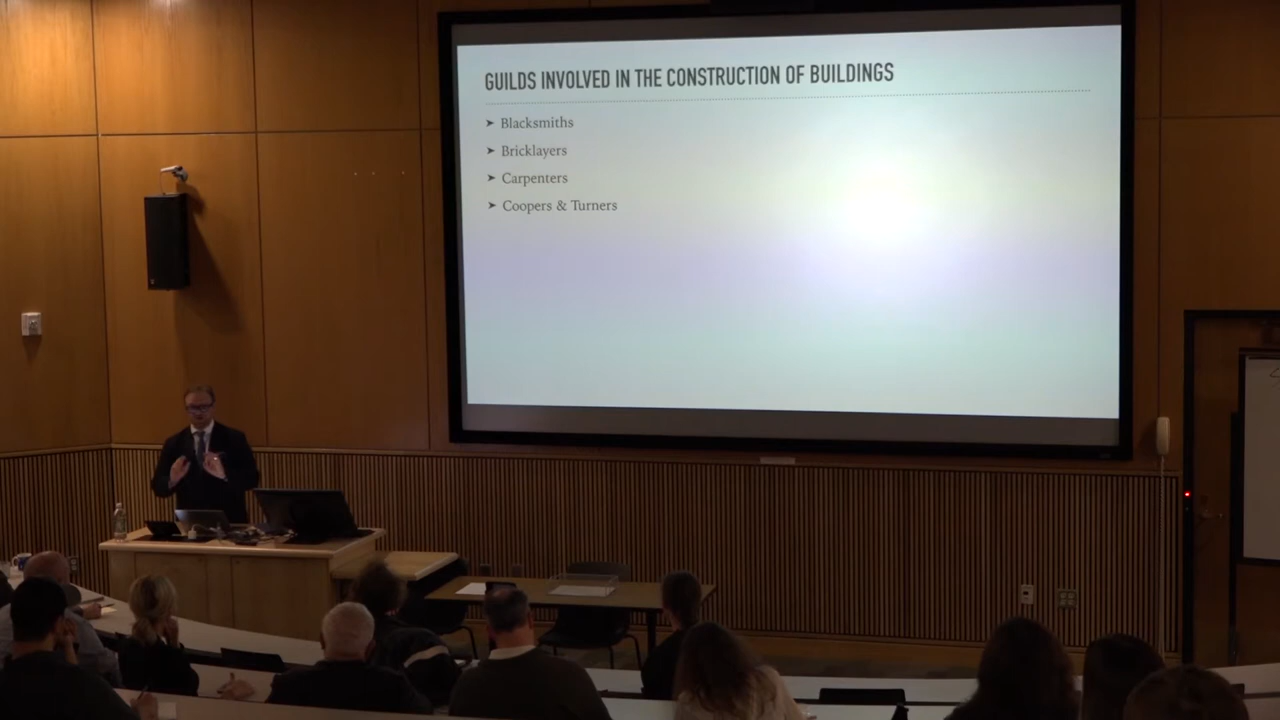 GUILDS INVOLVED IN THE CONSTRUCTION OF BUILDINGS
➤ Blacksmiths
➤ Bricklayers
➤ Carpenters
➤ Coopers & Turners